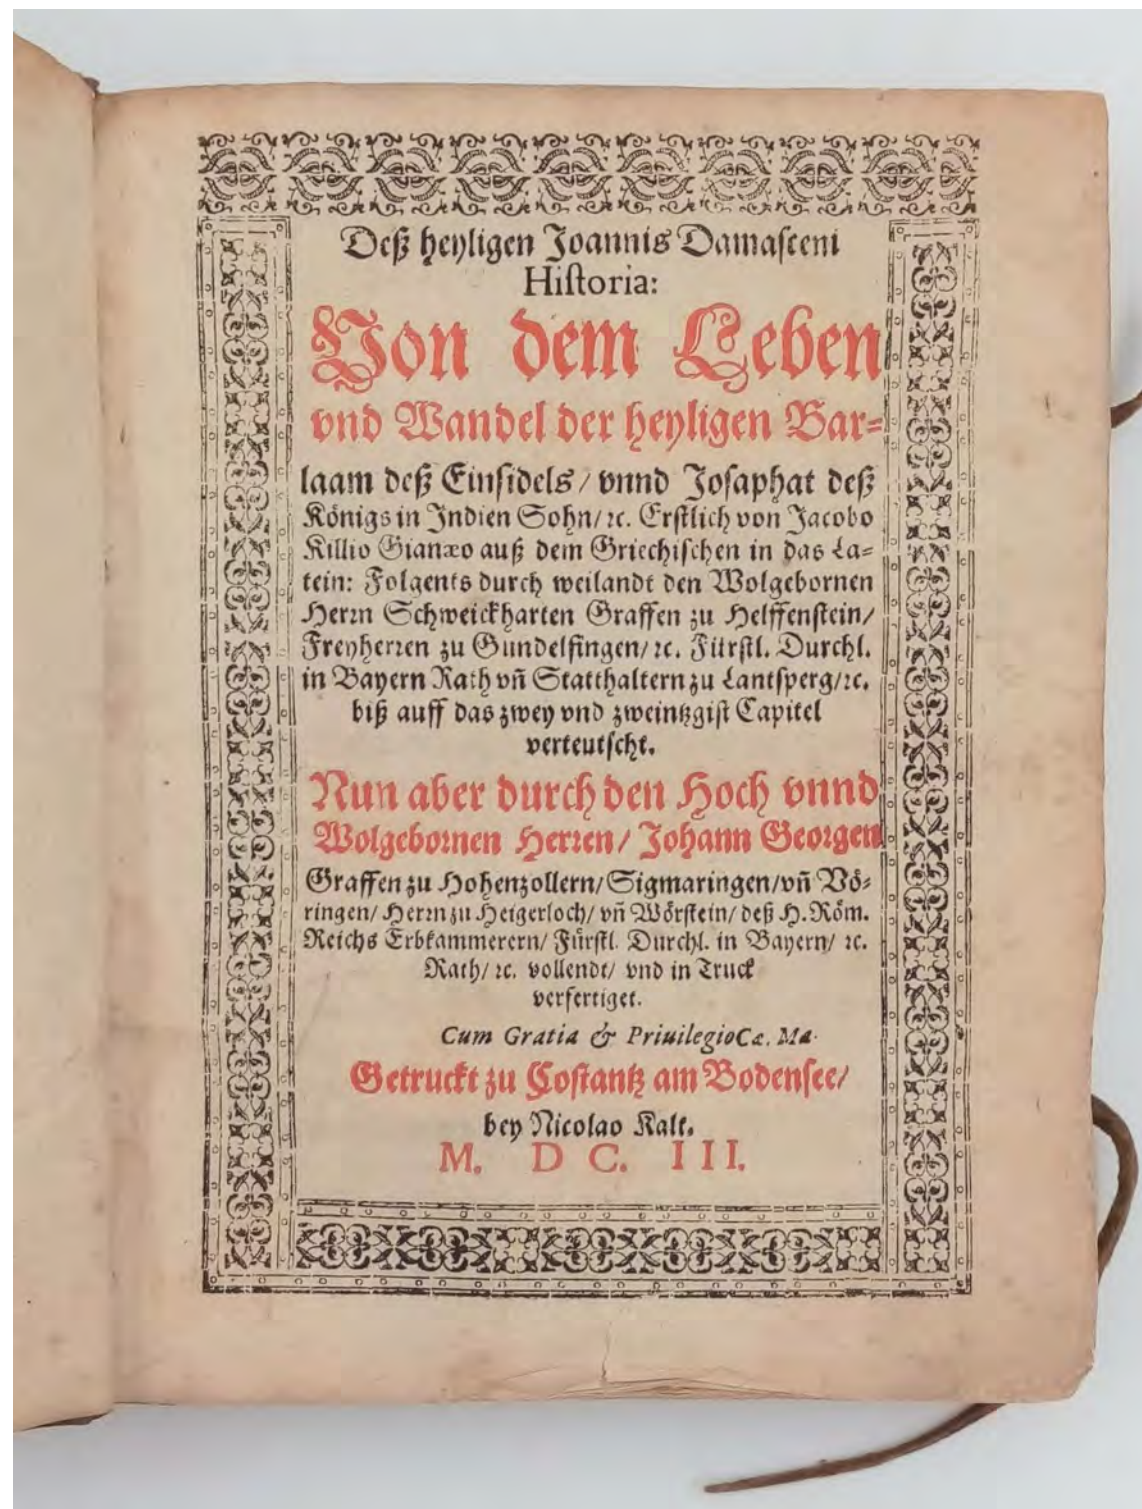 Deß heyligen Joannis Damasceni
Historia:
Von dem Leben
vnd Wandel der heyligen Bar-
laam deß Einsidels / vnnd Josaphat deß
Königs in Indien Sohn/ ꝛc. Erstlich von Jacobo
Killio Gianæo auß dem Griechischen in das La-
tein: Folgents durch weilandt den Wolgebornen
Herrn Schweickharten Graffen zu Helffenstein/
Freyherren zu Gundelfingen/ ꝛc. Fürstl. Durchl.
in Bayern Rath vñ Statthaltern zu Lantsperg/ꝛc.
biß auff das zwey vnd zweintzgist Capitel
verteutscht.
Nun aber durch den Hoch vnnd
Wolgebornen Herren/ Johann Georgen
Graffen zu Hohenzollern/Sigmaringen/vñ Vö-
ringen/ Herrn zu Heigerloch/ vñ Wörstein/ deß H. Röm.
Reichs Erbkammerern/ Fürstl. Durchl. in Bayern/ ꝛc.
Rath/ ꝛc. vollendt/ vnd in Truck
verfertiget.
Cum Gratia & Priuilegio Cæ. Ma.
Getruckt zu Costantz am Bodensee/
bey Nicolao Kalt.
M. D C. III.